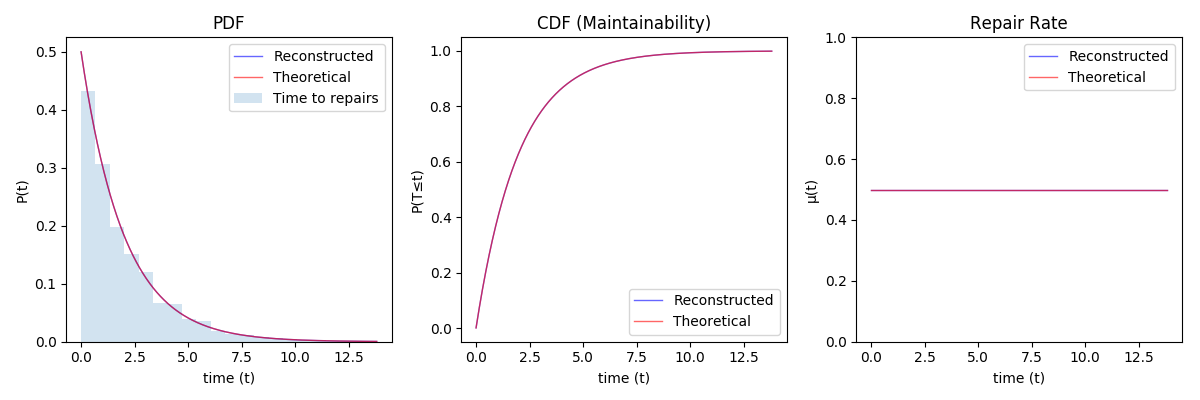 PDF
P(t)
0.5
0.4
0.3
0.2
0.1
0.0
Reconstructed
Theoretical
Time to repairs
0.0 2.5 5.0 7.5 10.0 12.5
time (t)
CDF (Maintainability)
P(T≤t)
1.0
0.8
0.6
0.4
0.2
0.0
Reconstructed
Theoretical
0.0 2.5 5.0 7.5 10.0 12.5
time (t)
Repair Rate
μ(t)
1.0
0.8
0.6
0.4
0.2
0.0
Reconstructed
Theoretical
0.0 2.5 5.0 7.5 10.0 12.5
time (t)